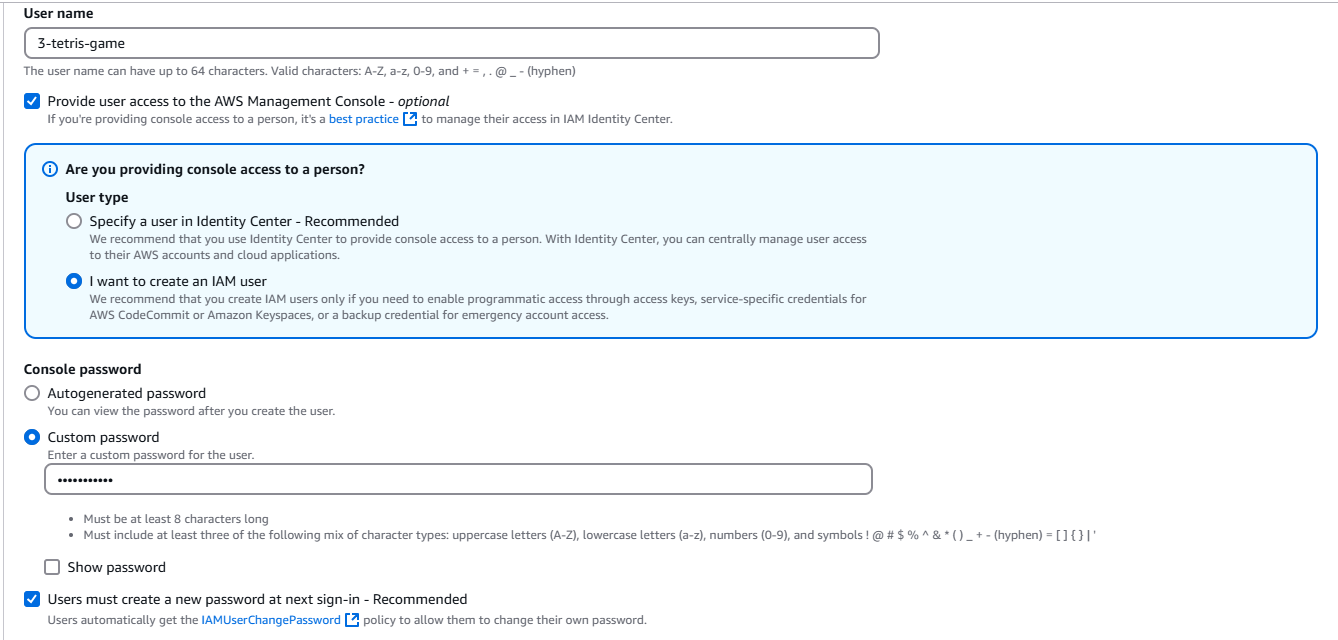 User name
3-tetris-game
The user name can have up to 64 characters. Valid characters: A-Z, a-z, 0-9, and + = , . @ _ - (hyphen)
Provide user access to the AWS Management Console - optional
If you're providing console access to a person, it's a best practice to manage their access in IAM Identity Center.
Are you providing console access to a person?
User type
Specify a user in Identity Center - Recommended
We recommend that you use Identity Center to provide console access to a person. With Identity Center, you can centrally manage user access
to their AWS accounts and cloud applications.
I want to create an IAM user
We recommend that you create IAM users only if you need to enable programmatic access through access keys, service-specific credentials for
AWS CodeCommit or Amazon Keyspaces, or a backup credential for emergency account access.
Console password
Autogenerated password
You can view the password after you create the user.
Custom password
Enter a custom password for the user.
•••••••••••
• Must be at least 8 characters long
• Must include at least three of the following mix of character types: uppercase letters (A-Z), lowercase letters (a-z), numbers (0-9), and symbols ! @ # $ % ^ & * ( ) _ + - (hyphen) = [ ] { } | '
Show password
Users must create a new password at next sign-in - Recommended
Users automatically get the IAMUserChangePassword policy to allow them to change their own password.